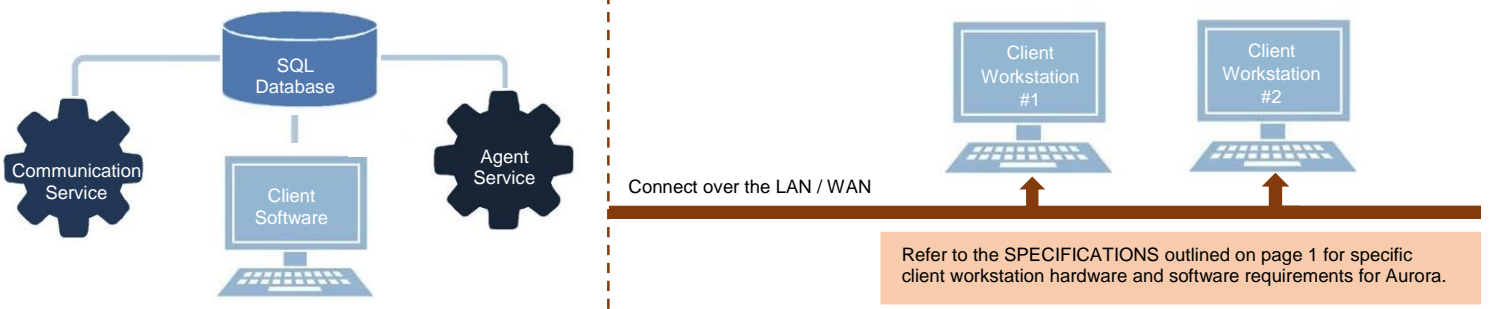 SQL
Database
Communication
Service
Agent
Service
Client
Software
Client
Workstation
#1
Client
Workstation
#2
Connect over the LAN / WAN
Refer to the SPECIFICATIONS outlined on page 1 for specific
client workstation hardware and software requirements for Aurora.